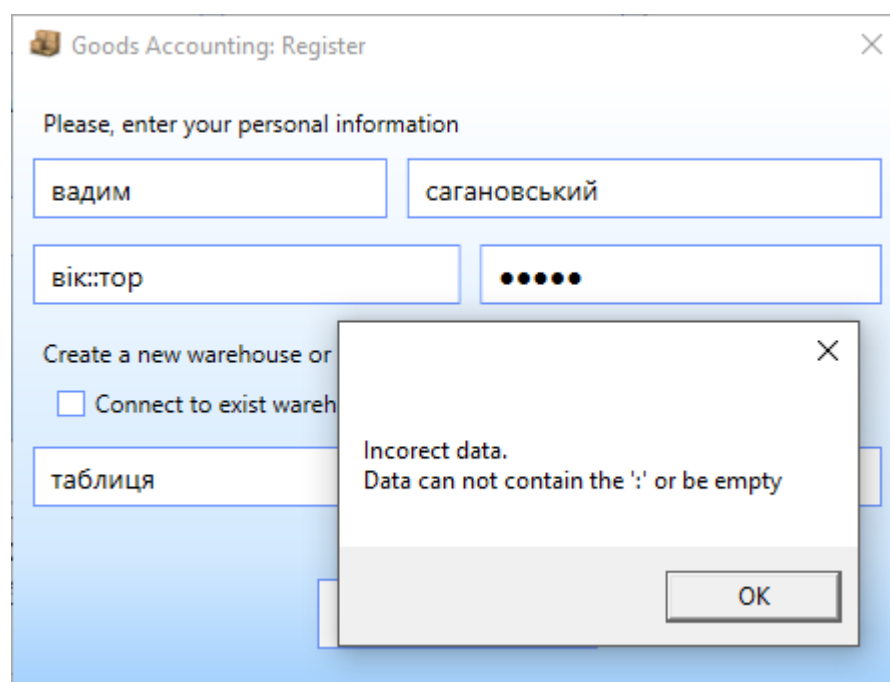 Goods Accounting: Register
Please, enter your personal information
вадим сагановський
вік::тор •••••
Create a new warehouse or
Connect to exist wareh
таблиця
Incorect data.
Data can not contain the ':' or be empty
OK